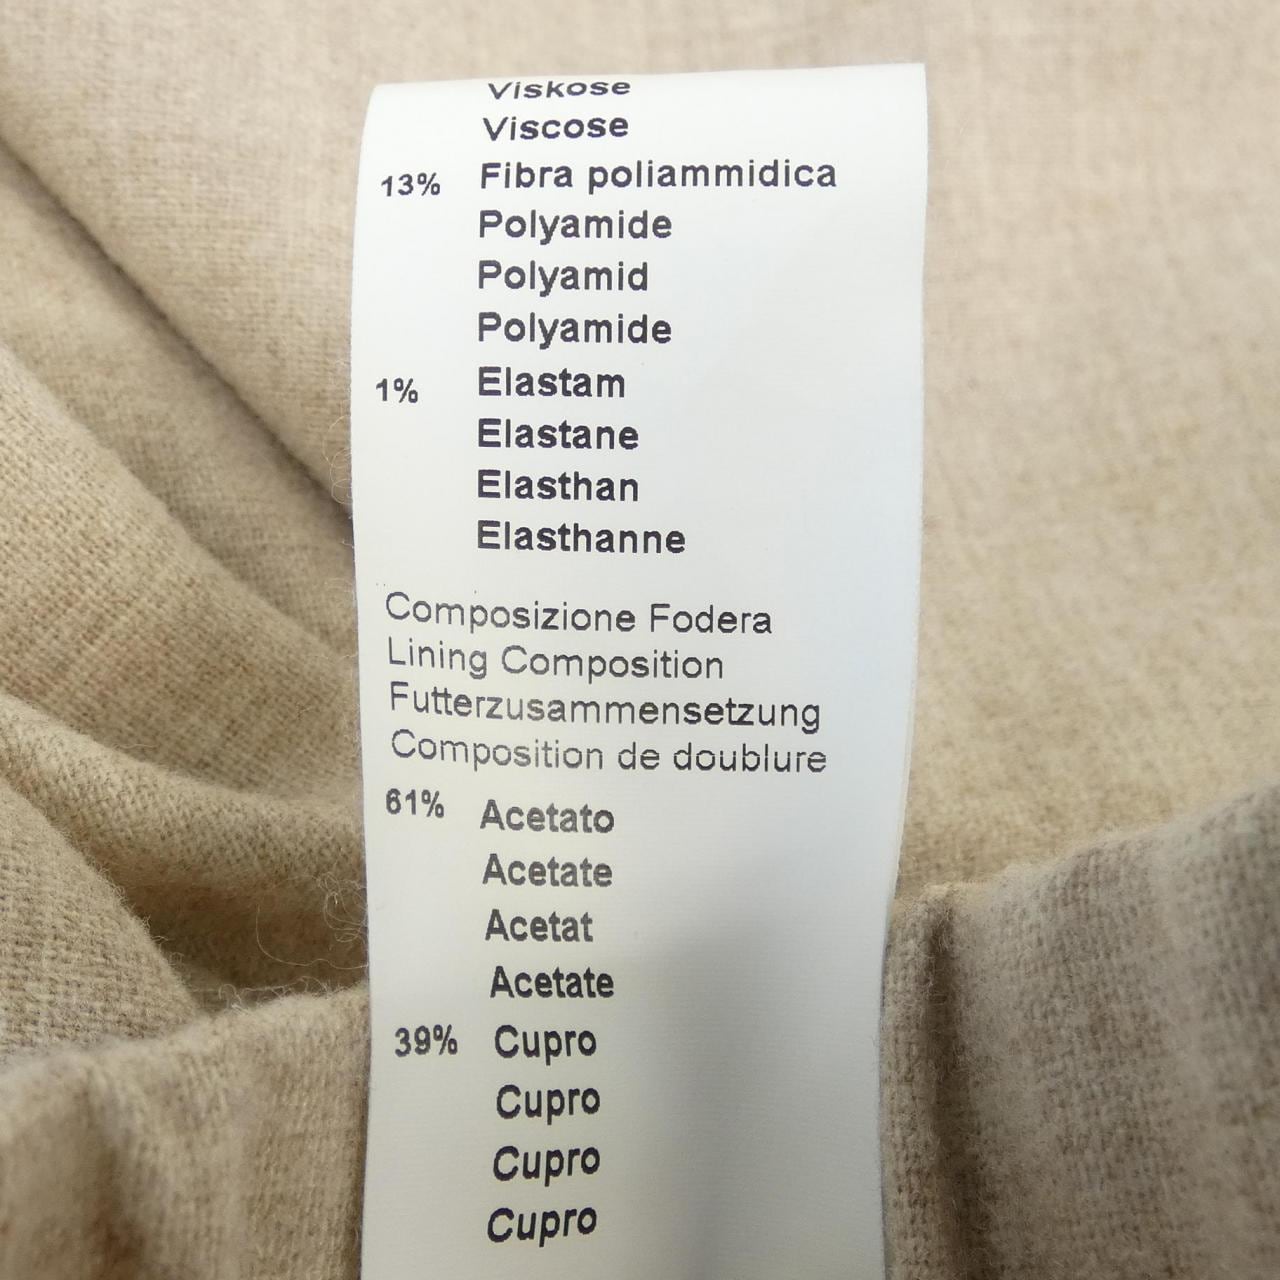 Viskose
Viscose
13% Fibra poliammidica
Polyamide
Polyamid
Polyamide
1% Elastam
Elastane
Elasthan
Elasthanne
Composizione Fodera
Lining Composition
Futterzusammensetzung
Composition de doublure
61% Acetato
Acetate
Acetat
Acetate
39% Cupro
Cupro
Cupro
Cupro